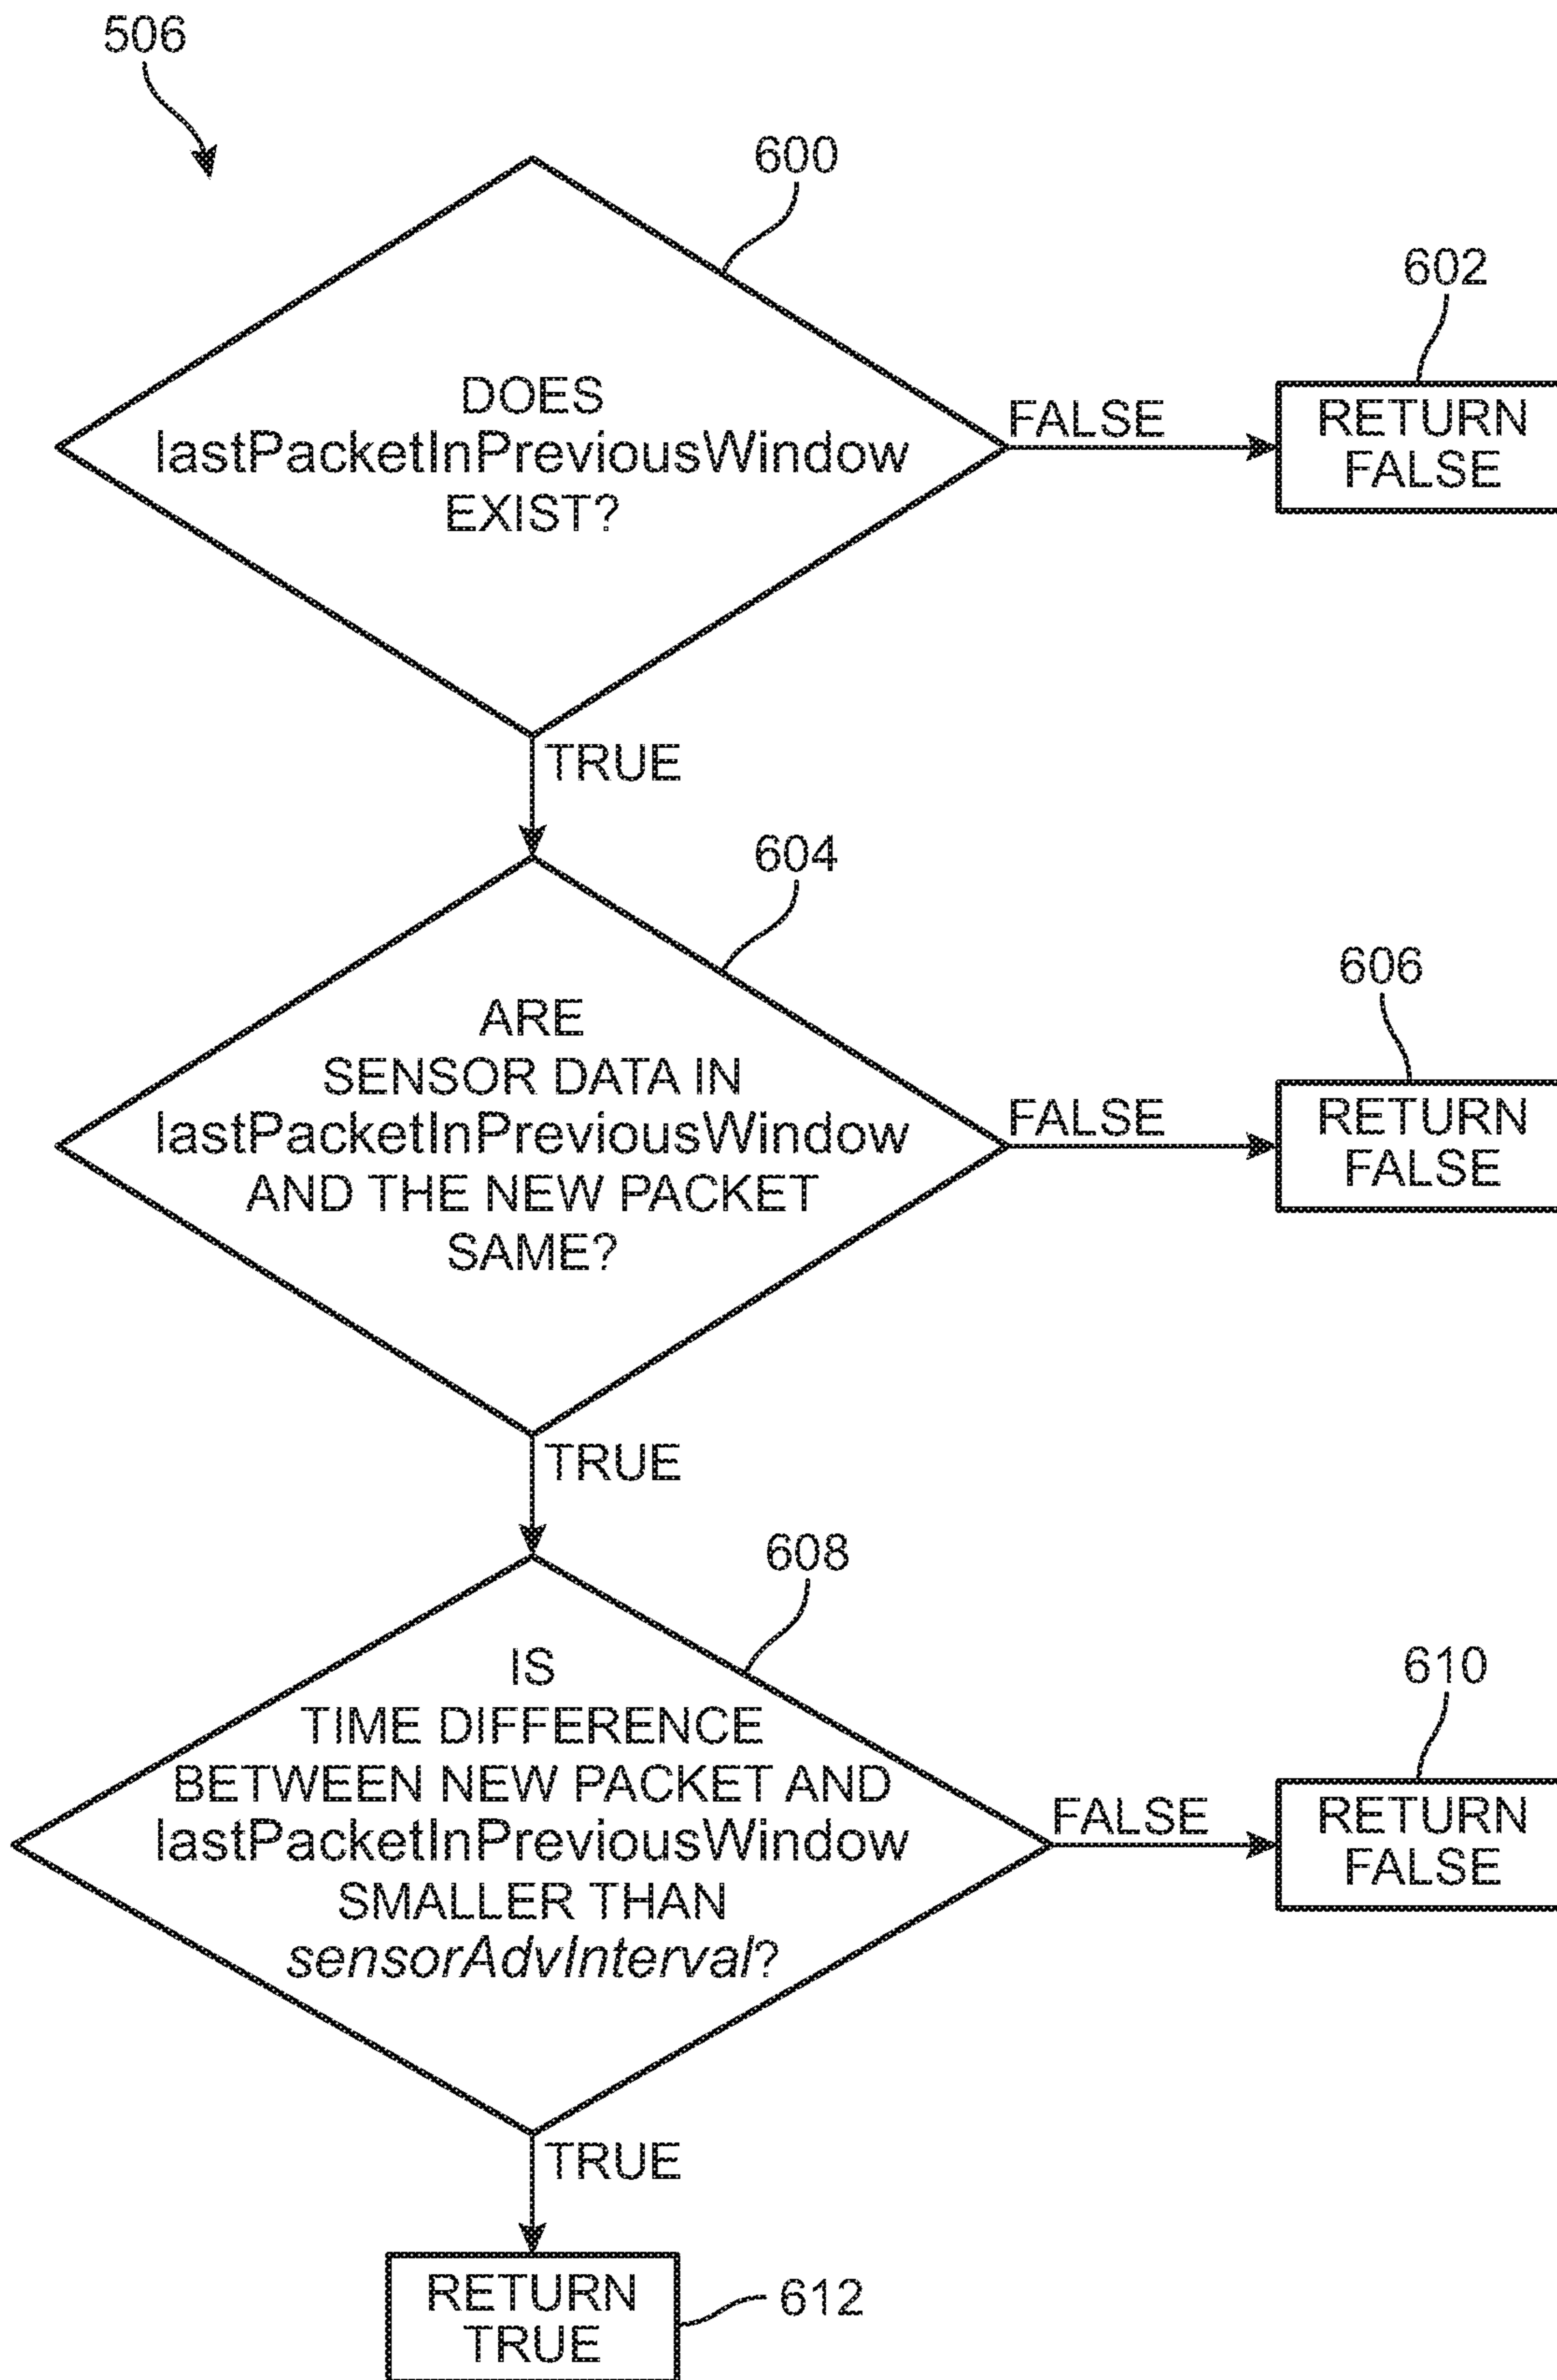 506
600
602
DOES
lastPacketInPreviousWindow
EXIST?
FALSE
RETURN
FALSE
TRUE
604
606
ARE
SENSOR DATA IN
lastPacketInPreviousWindow
AND THE NEW PACKET
SAME?
FALSE
RETURN
FALSE
TRUE
608
610
IS
TIME DIFFERENCE
BETWEEN NEW PACKET AND
lastPacketInPreviousWindow
SMALLER THAN
sensorAdvInterval?
FALSE
RETURN
FALSE
TRUE
RETURN
TRUE
612